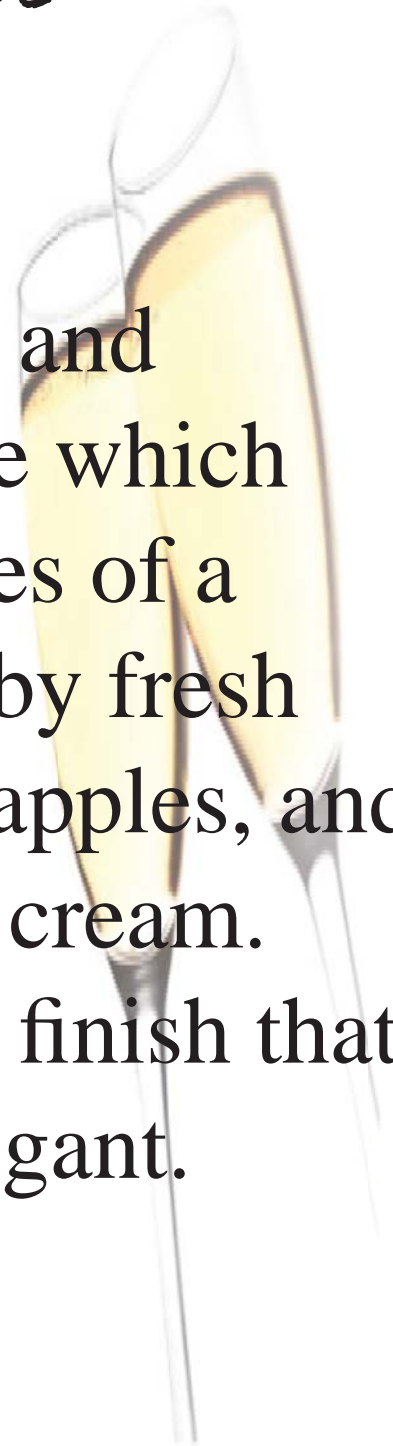 and
e which
es of a
by fresh
apples, and
cream.
finish that
gant.